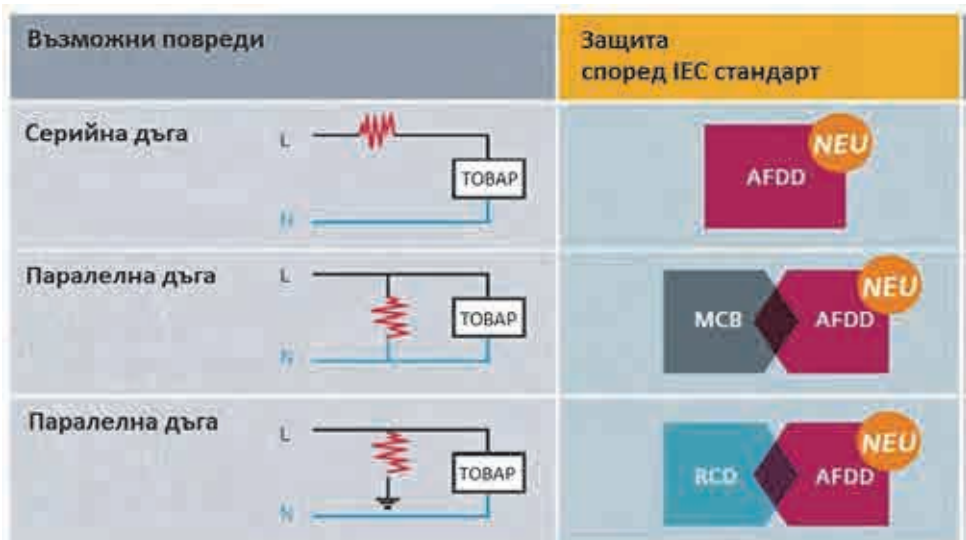 Възможни повреди
Защита
според IEC стандарт
Серийна дъга
L
ТОВАР
N
AFDD
NEU
Паралелна дъга
L
ТОВАР
N
MCB
AFDD
NEU
Паралелна дъга
L
ТОВАР
N
RCD
AFDD
NEU